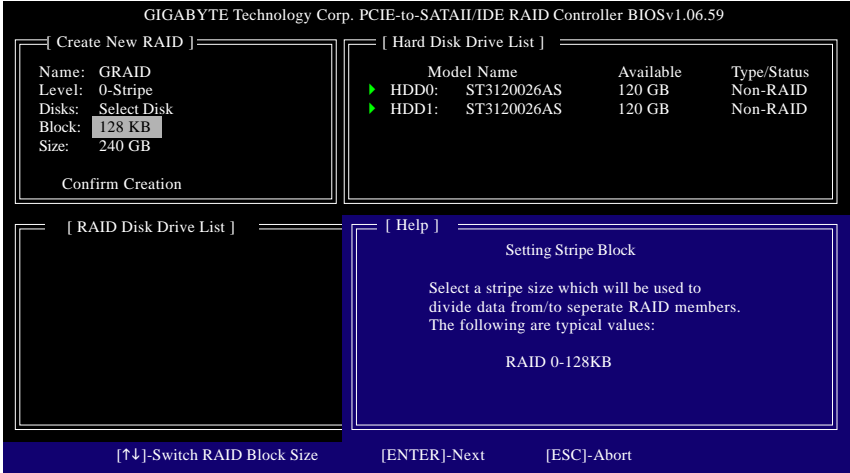 GIGABYTE Technology Corp. PCIE-to-SATAII/IDE RAID Controller BIOSv1.06.59
[ Create New RAID ]
Name: GRAID
Level: 0-Stripe
Disks: Select Disk
Block: 128 KB
Size: 240 GB
Confirm Creation
[ Hard Disk Drive List ]
Model Name Available Type/Status
HDD0: ST3120026AS 120 GB Non-RAID
HDD1: ST3120026AS 120 GB Non-RAID
[ RAID Disk Drive List ]
[ Help ]
Setting Stripe Block
Select a stripe size which will be used to
divide data from/to seperate RAID members.
The following are typical values:
RAID 0-128KB
[↑↓]-Switch RAID Block Size [ENTER]-Next [ESC]-Abort